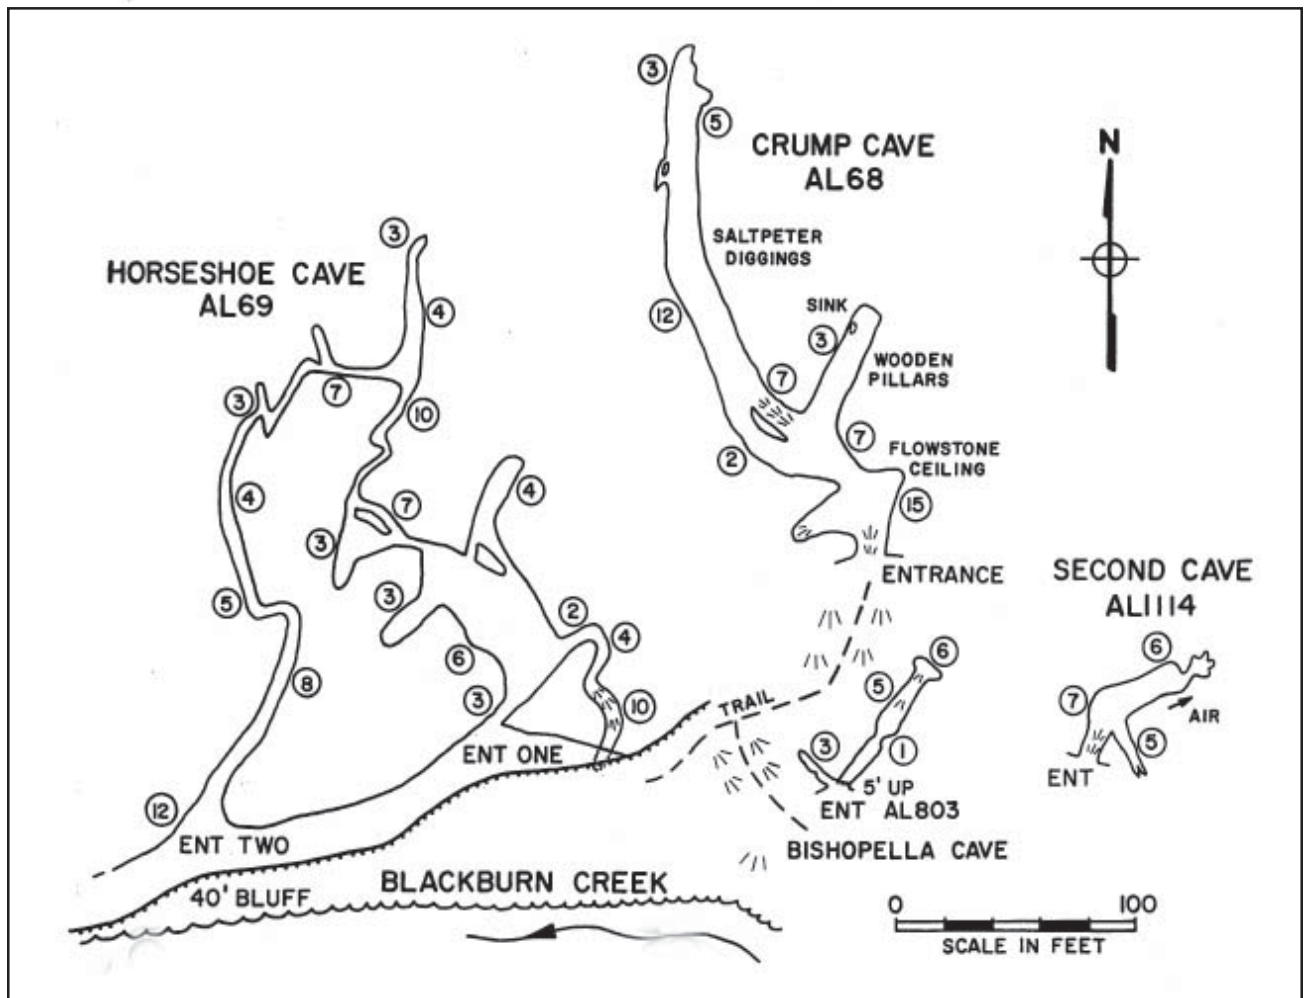 3
5
CRUMP CAVE
AL68
N
SALTPETER
DIGGINGS
3
HORSESHOE CAVE
AL69
4
12
SINK
3
WOODEN
PILLARS
7
7
3
10
7
FLOWSTONE
CEILING
2
4
7
4
15
3
ENTRANCE
SECOND CAVE
AL1114
5
3
2
4
6
6
6
8
3
5
7
10
TRAIL
AIR
ENT ONE
3
1
5
5' UP
ENT
ENT AL803
12
ENT TWO
BISHOPELLA CAVE
40' BLUFF
BLACKBURN CREEK
0
100
SCALE IN FEET